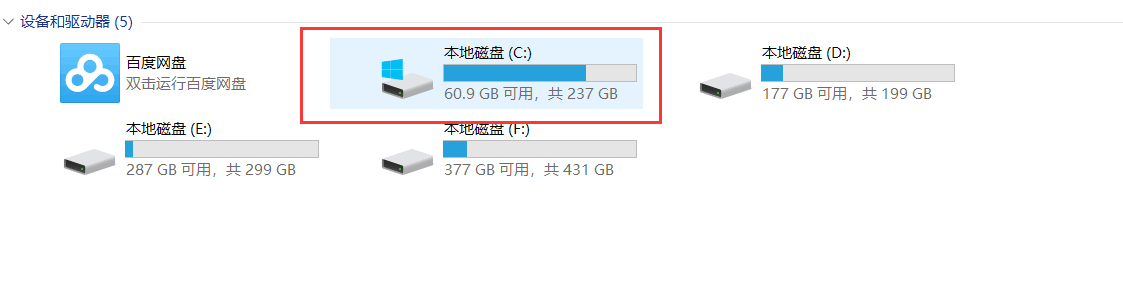 设备和驱动器 (5)
百度网盘
双击运行百度网盘
本地磁盘 (C:)
60.9 GB 可用，共 237 GB
本地磁盘 (D:)
177 GB 可用，共 199 GB
本地磁盘 (E:)
287 GB 可用，共 299 GB
本地磁盘 (F:)
377 GB 可用，共 431 GB